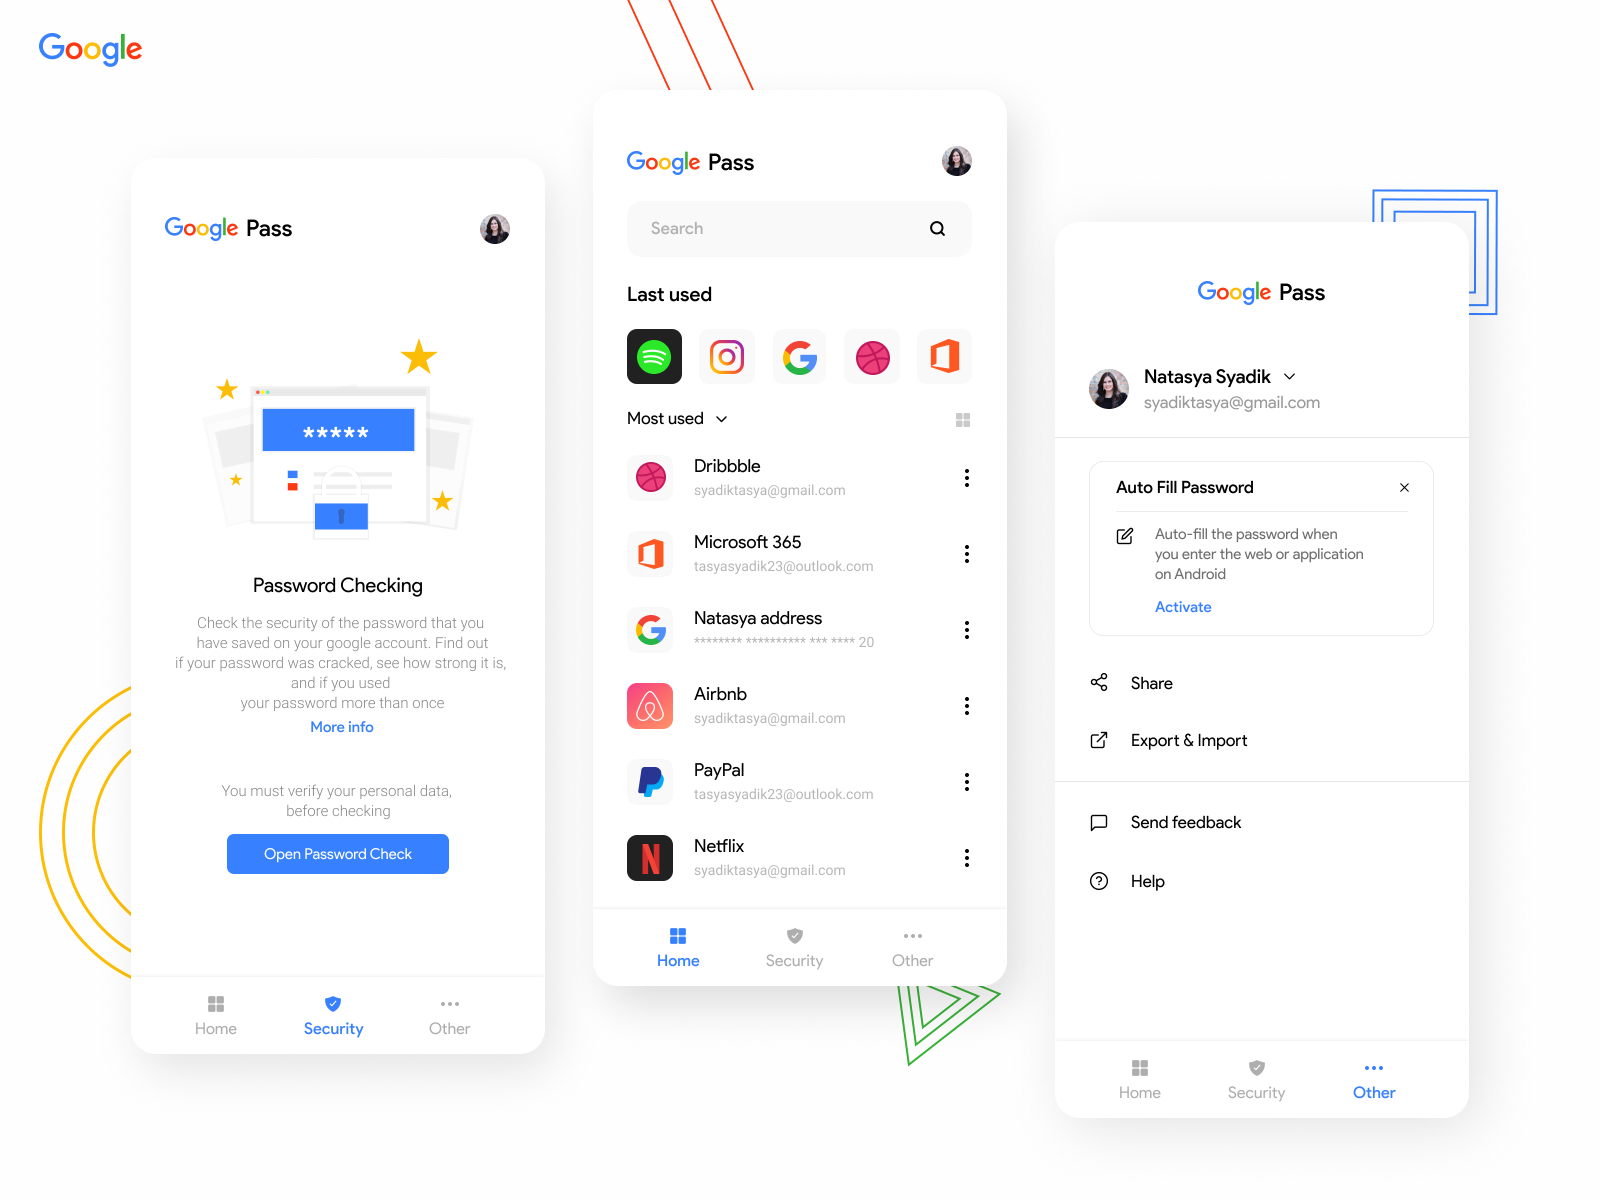 Google
Google Pass
*****
Password Checking
Check the security of the password that you
have saved on your google account. Find out
if your password was cracked, see how strong it is,
and if you used
your password more than once
More info
You must verify your personal data,
before checking
Open Password Check
Home
Security
Other
Google Pass
Search
Last used
Most used
Dribbble
syadiktasya@gmail.com
Microsoft 365
tasyasyadik23@outlook.com
Natasya address
******** ********** *** **** 20
Airbnb
syadiktasya@gmail.com
PayPal
tasyasyadik23@outlook.com
Netflix
syadiktasya@gmail.com
Home
Security
Other
Google Pass
Natasya Syadik
syadiktasya@gmail.com
Auto Fill Password
Auto-fill the password when
you enter the web or application
on Android
Activate
Share
Export & Import
Send feedback
Help
Home
Security
Other